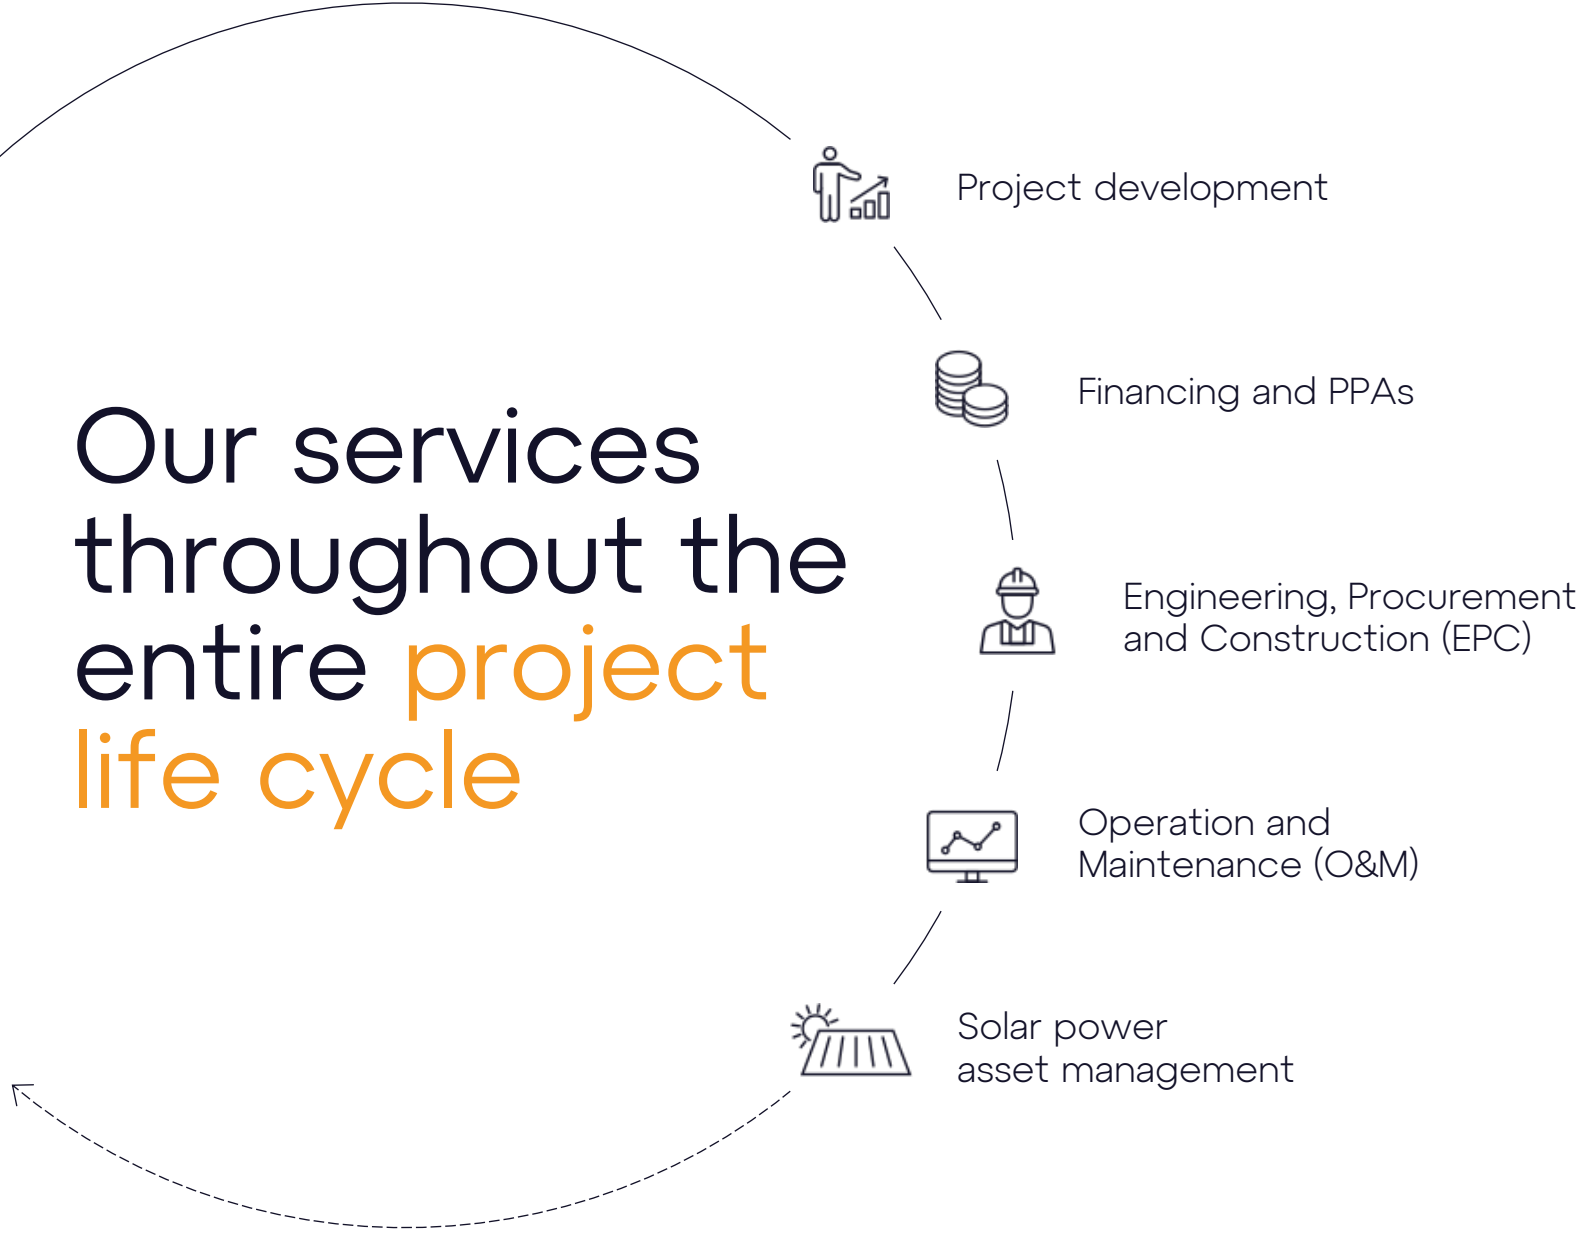 Our services
throughout the
entire project
life cycle
Project development
Financing and PPAs
Engineering, Procurement
and Construction (EPC)
Operation and
Maintenance (O&M)
Solar power
asset management